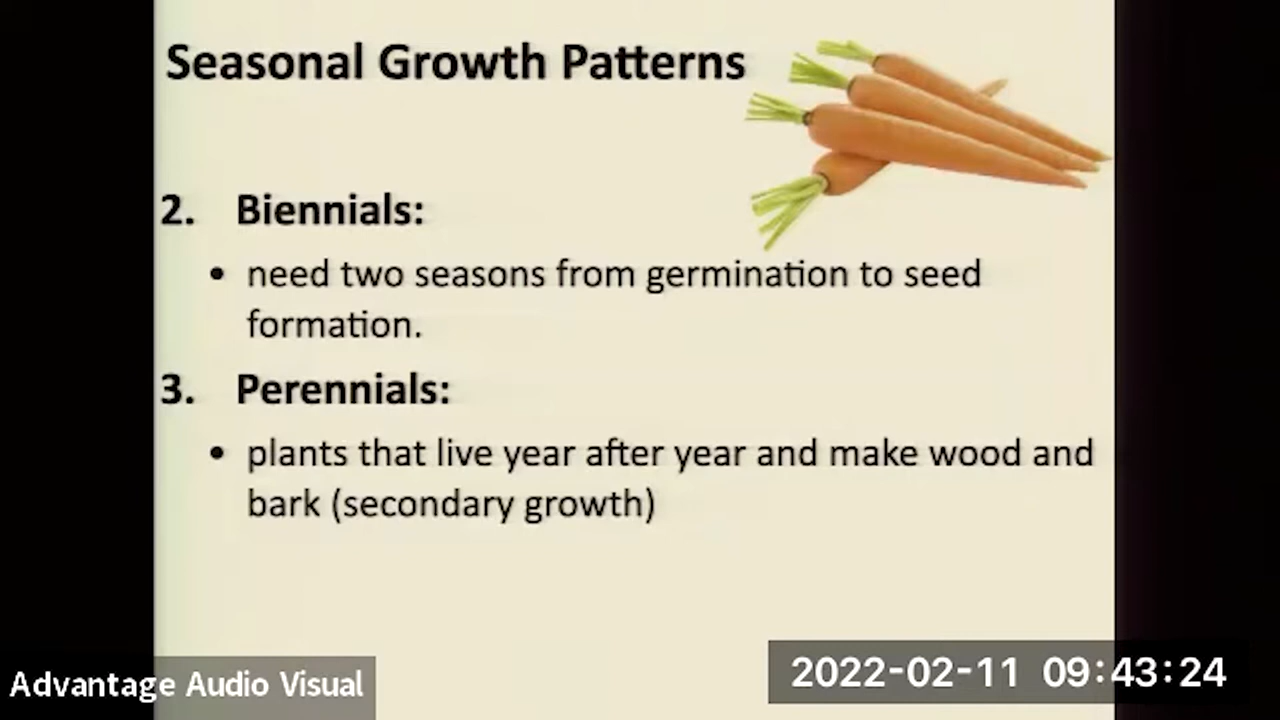 Seasonal Growth Patterns
2. Biennials:
• need two seasons from germination to seed
formation.
3. Perennials:
• plants that live year after year and make wood and
bark (secondary growth)
Advantage Audio Visual
2022-02-11 09:43:24